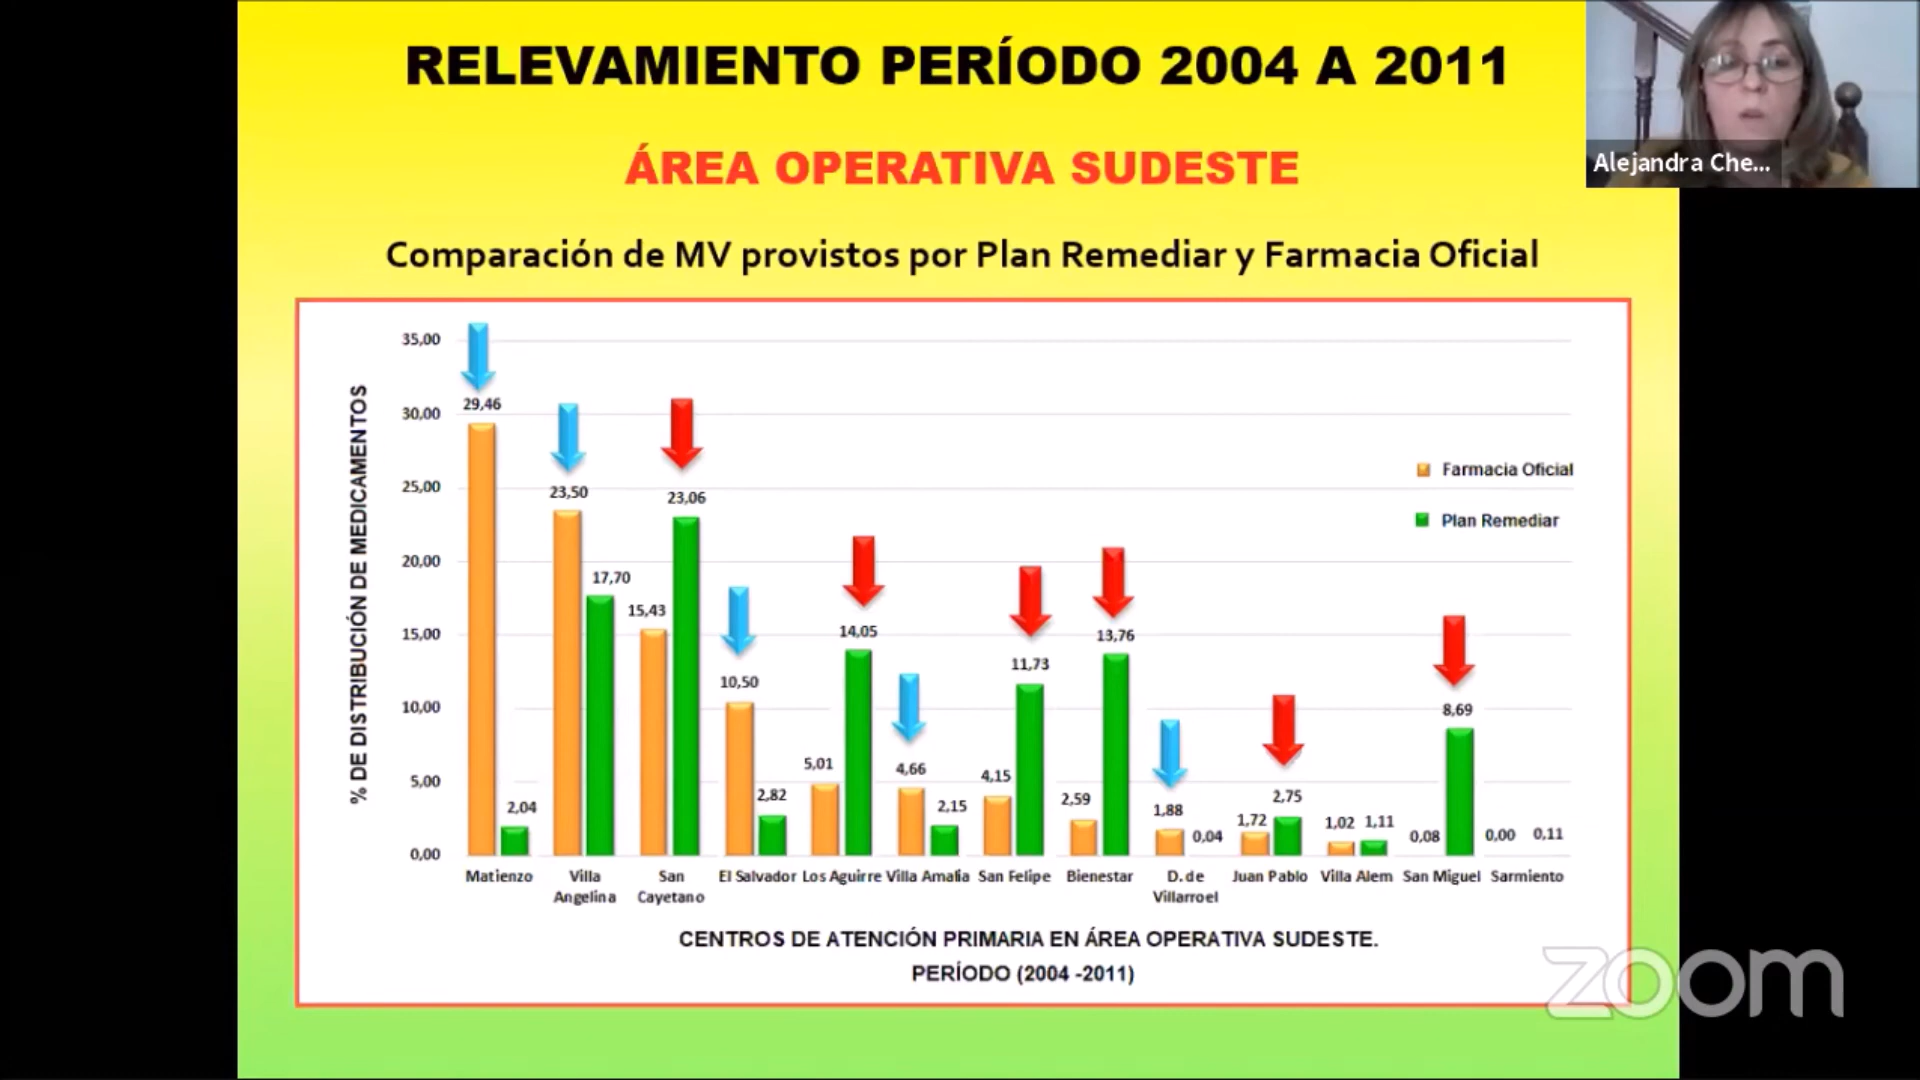 RELEVAMIENTO PERÍODO 2004 A 2011
ÁREA OPERATIVA SUDESTE
Comparación de MV provistos por Plan Remediar y Farmacia Oficial
Alejandra Che...
% DE DISTRIBUCIÓN DE MEDICAMENTOS
35,00
30,00
25,00
20,00
15,00
10,00
5,00
0,00
29,46
2,04
23,50
17,70
15,43
23,06
10,50
2,82
5,01
14,05
4,66
2,15
4,15
11,73
2,59
13,76
1,88
0,04
1,72
2,75
1,02
1,11
0,08
8,69
0,00
0,11
Farmacia Oficial
Plan Remediar
Matienzo
Villa
Angelina
San
Cayetano
El Salvador
Los Aguirre
Villa Amalia
San Felipe
Bienestar
D. de
Villarroel
Juan Pablo
Villa Alem
San Miguel
Sarmiento
CENTROS DE ATENCIÓN PRIMARIA EN ÁREA OPERATIVA SUDESTE.
PERÍODO (2004 -2011)
zoom